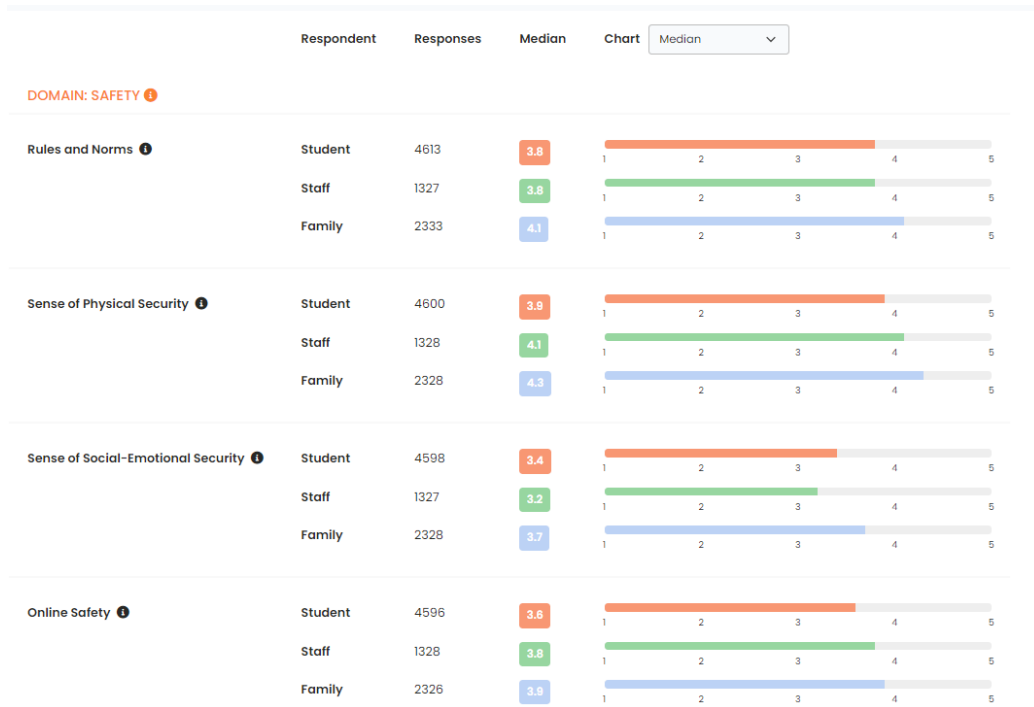 Respondent Responses Median Chart Median
DOMAIN: SAFETY
Rules and Norms Student 4613 3.8
1 2 3 4 5
Staff 1327 3.8
1 2 3 4 5
Family 2333 4.1
1 2 3 4 5
Sense of Physical Security Student 4600 3.9
1 2 3 4 5
Staff 1328 4.1
1 2 3 4 5
Family 2328 4.3
1 2 3 4 5
Sense of Social-Emotional Security Student 4598 3.4
1 2 3 4 5
Staff 1327 3.2
1 2 3 4 5
Family 2328 3.7
1 2 3 4 5
Online Safety Student 4596 3.6
1 2 3 4 5
Staff 1328 3.8
1 2 3 4 5
Family 2326 3.9
1 2 3 4 5